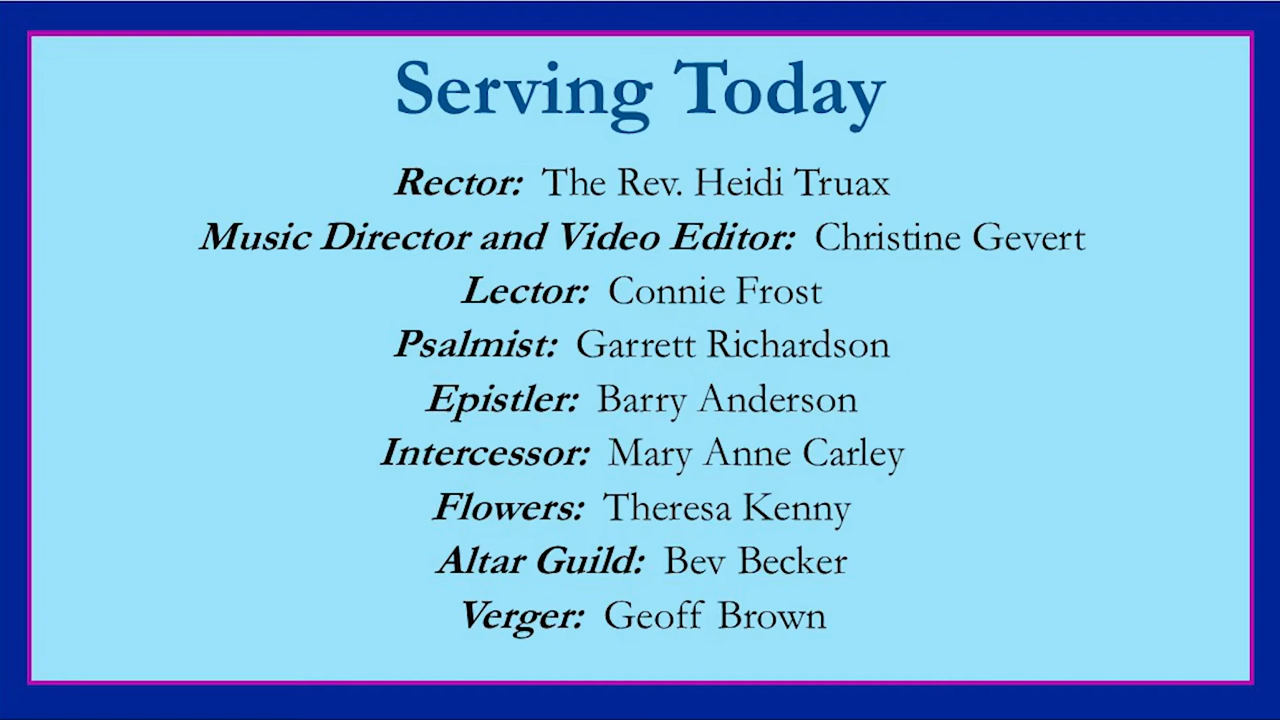 Serving Today
Rector: The Rev. Heidi Truax
Music Director and Video Editor: Christine Gevert
Lector: Connie Frost
Psalmist: Garrett Richardson
Epistler: Barry Anderson
Intercessor: Mary Anne Carley
Flowers: Theresa Kenny
Altar Guild: Bev Becker
Verger: Geoff Brown